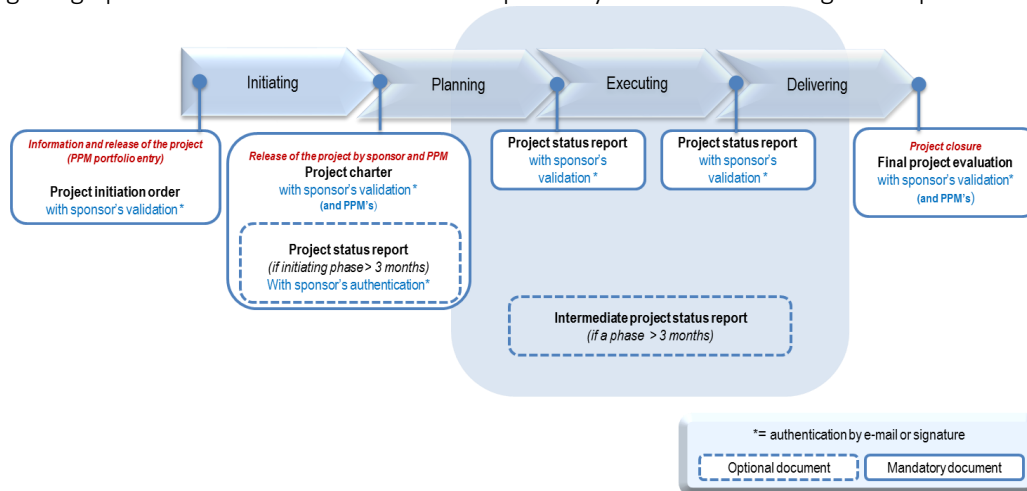 Initiating
Planning
Executing
Delivering
Information and release of the project
(PPM portfolio entry)
Project initiation order
with sponsor's validation *
Release of the project by sponsor and PPM
Project charter
with sponsor's validation *
(and PPM's)
Project status report
(if initiating phase > 3 months)
With sponsor's authentication*
Project status report
with sponsor's
validation *
Project status report
with sponsor's
validation *
Project closure
Final project evaluation
with sponsor's validation*
(and PPM's)
Intermediate project status report
(if a phase > 3 months)
*= authentication by e-mail or signature
Optional document
Mandatory document